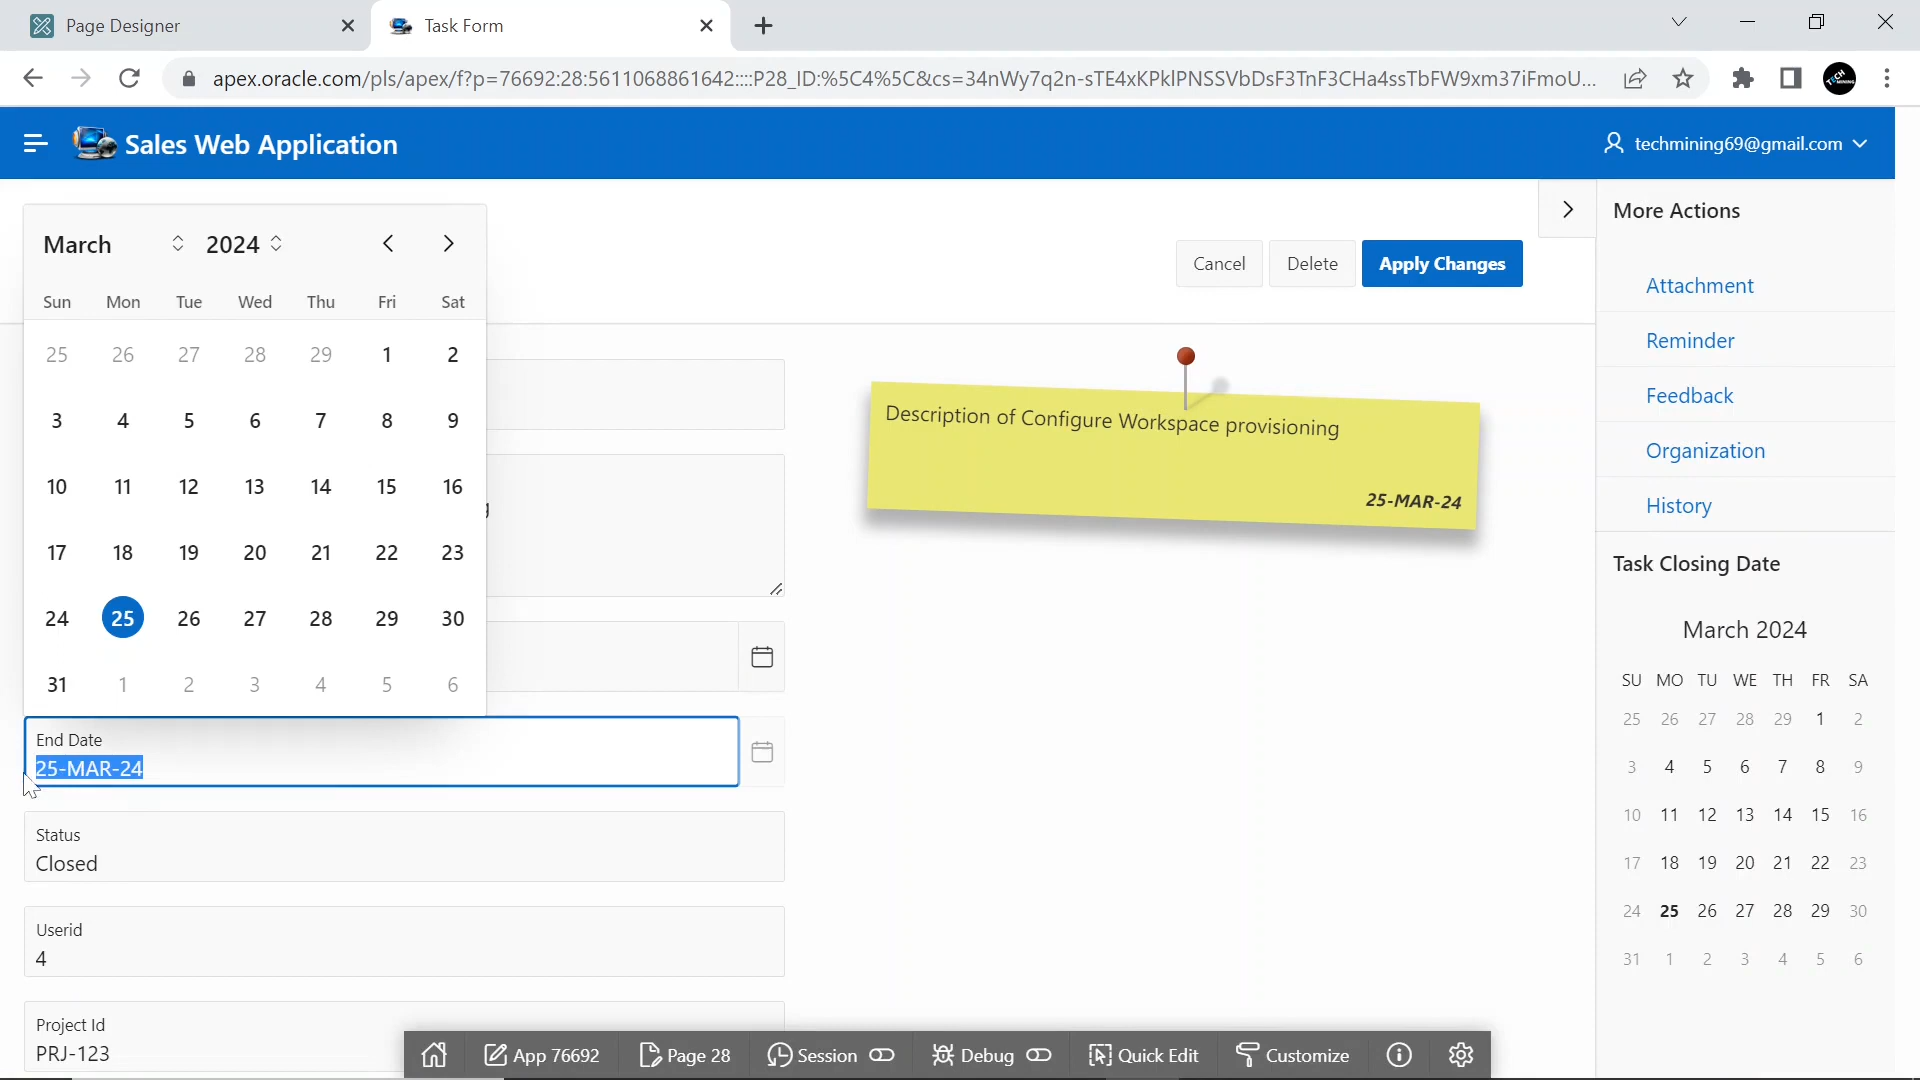 Page Designer
Task Form
apex.oracle.com/pls/apex/f?p=76692:28:5611068861642::::P28_ID:%5C4%5C&cs=34nWy7q2n-sTE4xKPklPNSSVbDsF3TnF3CHa4ssTbFW9xm37iFmoU...
TECH MINING
Sales Web Application
techmining69@gmail.com
March 2024
Sun Mon Tue Wed Thu Fri Sat
25 26 27 28 29 1 2
3 4 5 6 7 8 9
10 11 12 13 14 15 16
17 18 19 20 21 22 23
24 25 26 27 28 29 30
31 1 2 3 4 5 6
Cancel Delete Apply Changes
Description of Configure Workspace provisioning
25-MAR-24
End Date
25-MAR-24
Status
Closed
Userid
4
Project Id
PRJ-123
More Actions
Attachment
Reminder
Feedback
Organization
History
Task Closing Date
March 2024
SU MO TU WE TH FR SA
25 26 27 28 29 1 2
3 4 5 6 7 8 9
10 11 12 13 14 15 16
17 18 19 20 21 22 23
24 25 26 27 28 29 30
31 1 2 3 4 5 6
App 76692 Page 28 Session Debug Quick Edit Customize